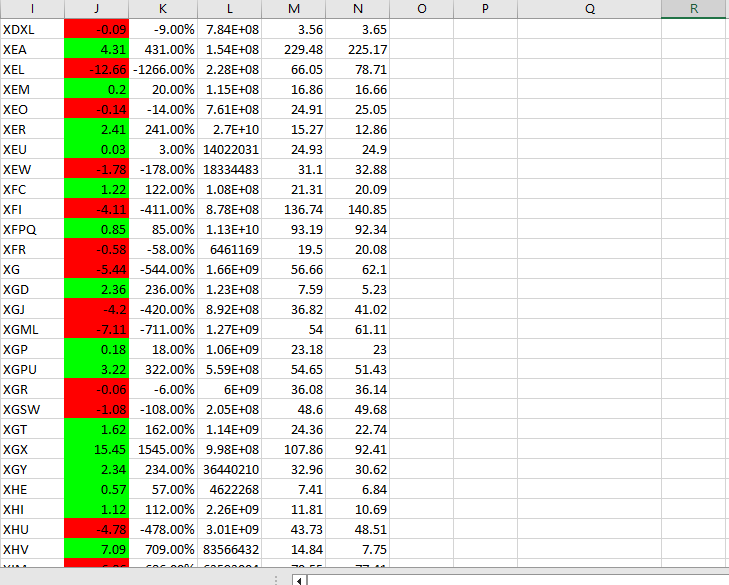 I J K L M N O P Q R
XDXL -0.09 -9.00% 7.84E+08 3.56 3.65
XEA 4.31 431.00% 1.54E+08 229.48 225.17
XEL -12.66 -1266.00% 2.28E+08 66.05 78.71
XEM 0.2 20.00% 1.15E+08 16.86 16.66
XEO -0.14 -14.00% 7.61E+08 24.91 25.05
XER 2.41 241.00% 2.7E+10 15.27 12.86
XEU 0.03 3.00% 14022031 24.93 24.9
XEW -1.78 -178.00% 18334483 31.1 32.88
XFC 1.22 122.00% 1.08E+08 21.31 20.09
XFI -4.11 -411.00% 8.78E+08 136.74 140.85
XFPQ 0.85 85.00% 1.13E+10 93.19 92.34
XFR -0.58 -58.00% 6461169 19.5 20.08
XG -5.44 -544.00% 1.66E+09 56.66 62.1
XGD 2.36 236.00% 1.23E+08 7.59 5.23
XGJ -4.2 -420.00% 8.92E+08 36.82 41.02
XGML -7.11 -711.00% 1.27E+09 54 61.11
XGP 0.18 18.00% 1.06E+09 23.18 23
XGPU 3.22 322.00% 5.59E+08 54.65 51.43
XGR -0.06 -6.00% 6E+09 36.08 36.14
XGSW -1.08 -108.00% 2.05E+08 48.6 49.68
XGT 1.62 162.00% 1.14E+09 24.36 22.74
XGX 15.45 1545.00% 9.98E+08 107.86 92.41
XGY 2.34 234.00% 36440210 32.96 30.62
XHE 0.57 57.00% 4622268 7.41 6.84
XHI 1.12 112.00% 2.26E+09 11.81 10.69
XHU -4.78 -478.00% 3.01E+09 43.73 48.51
XHV 7.09 709.00% 83566432 14.84 7.75